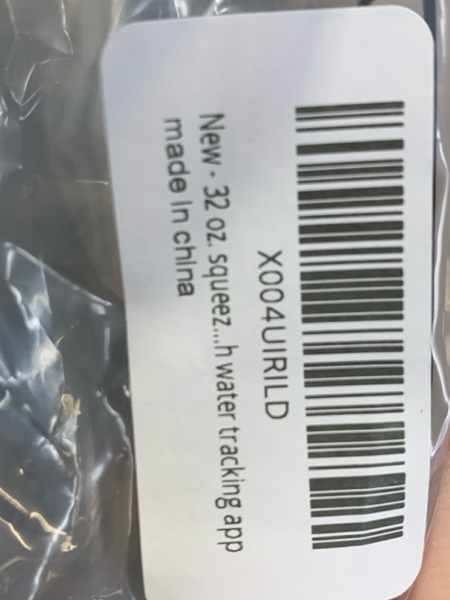 X004UIRILD
New - 32 oz. squeez...h water tracking app
made in china